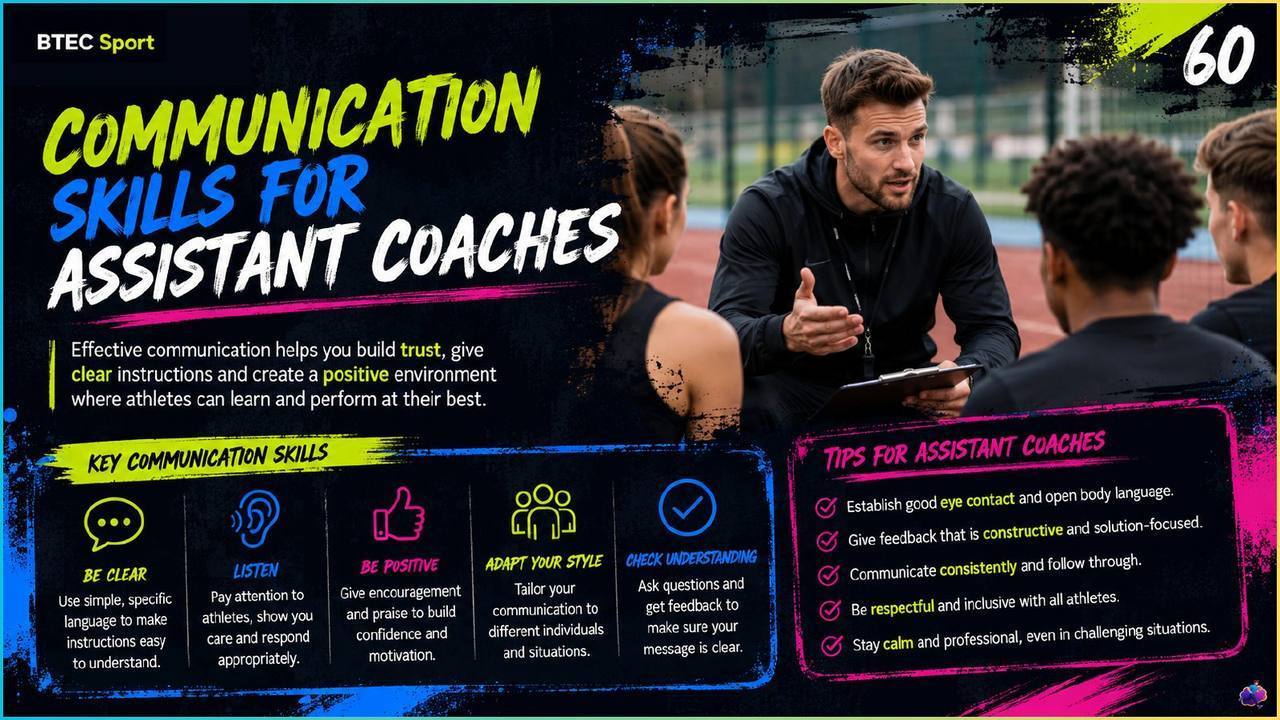 BTEC Sport
60
COMMUNICATION
SKILLS FOR
ASSISTANT COACHES
Effective communication helps you build trust, give
clear instructions and create a positive environment
where athletes can learn and perform at their best.
KEY COMMUNICATION SKILLS
BE CLEAR
Use simple, specific
language to make
instructions easy
to understand.
LISTEN
Pay attention to
athletes, show you
care and respond
appropriately.
BE POSITIVE
Give encouragement
and praise to build
confidence and
motivation.
ADAPT YOUR STYLE
Tailor your
communication to
different individuals
and situations.
CHECK UNDERSTANDING
Ask questions and
get feedback to
make sure your
message is clear.
TIPS FOR ASSISTANT COACHES
Establish good eye contact and open body language.
Give feedback that is constructive and solution-focused.
Communicate consistently and follow through.
Be respectful and inclusive with all athletes.
Stay calm and professional, even in challenging situations.